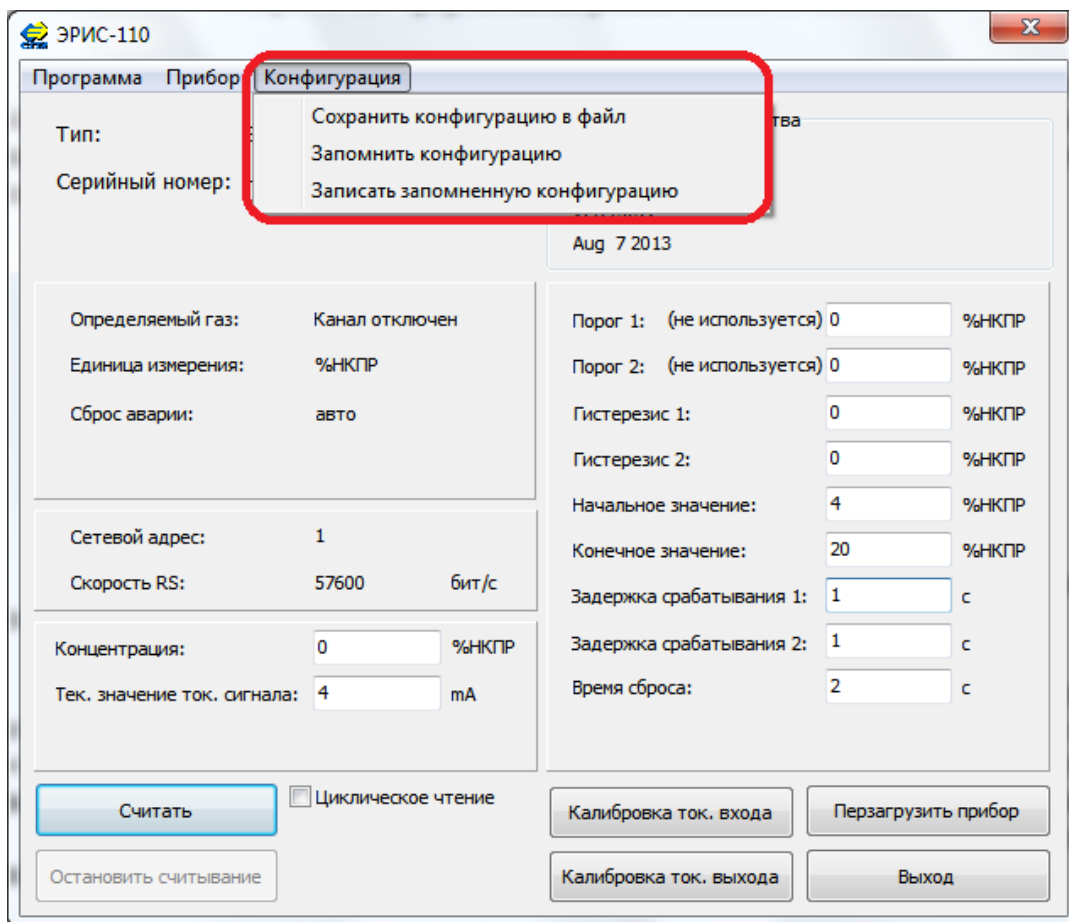 ЭРИС-110
Программа Прибор Конфигурация
Сохранить конфигурацию в файл
Запомнить конфигурацию
Записать запомненную конфигурацию
Тип:
Серийный номер:
Aug 7 2013
Определяемый газ: Канал отключен
Единица измерения: %НКПР
Сброс аварии: авто
Сетевой адрес: 1
Скорость RS: 57600 бит/с
Концентрация: 0 %НКПР
Тек. значение ток. сигнала: 4 mA
Порог 1: (не используется) 0 %НКПР
Порог 2: (не используется) 0 %НКПР
Гистерезис 1: 0 %НКПР
Гистерезис 2: 0 %НКПР
Начальное значение: 4 %НКПР
Конечное значение: 20 %НКПР
Задержка срабатывания 1: 1 с
Задержка срабатывания 2: 1 с
Время сброса: 2 с
Считать
Циклическое чтение
Остановить считывание
Калибровка ток. входа
Перзагрузить прибор
Калибровка ток. выхода
Выход